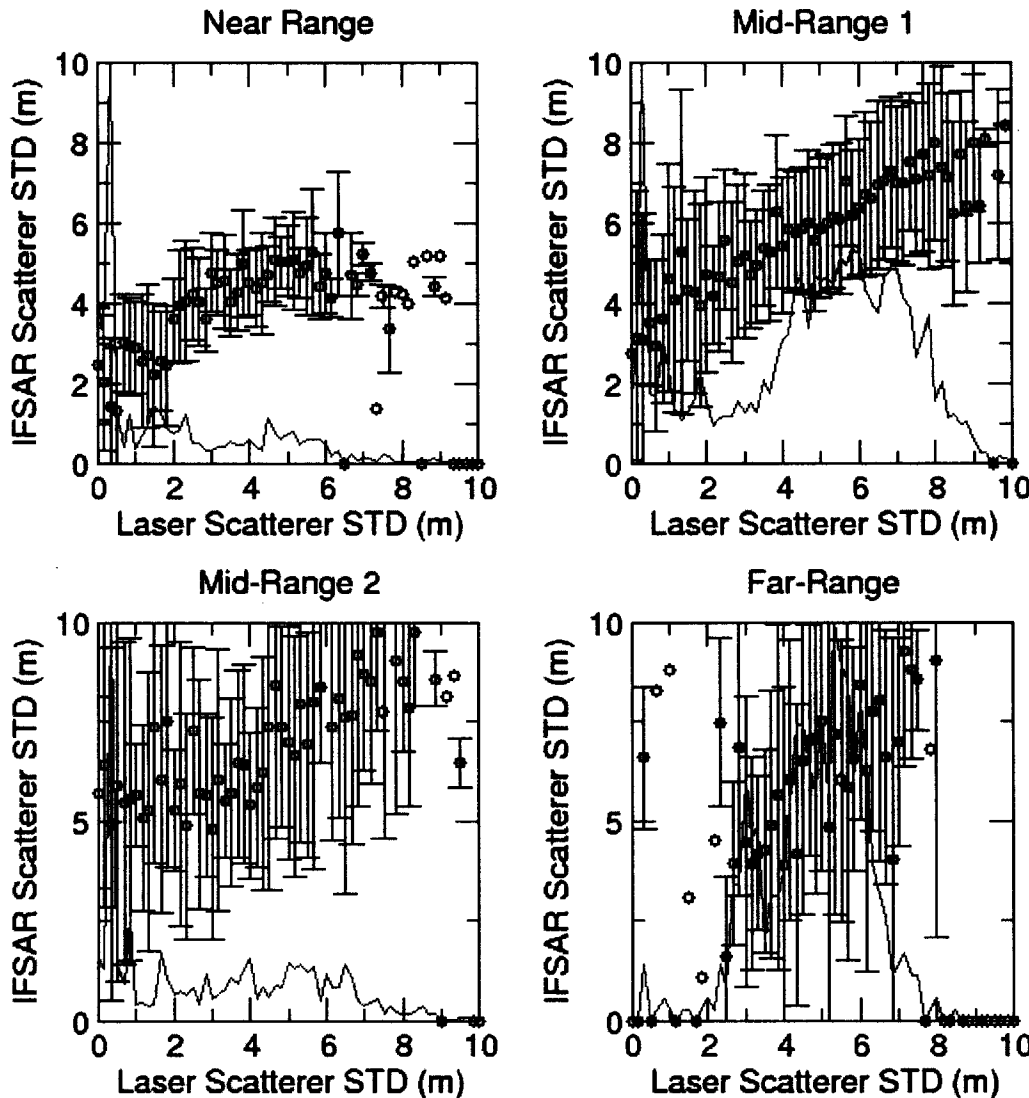 Near Range
Mid-Range 1
IFSAR Scatterer STD (m)
10
8
6
4
2
0
0 2 4 6 8 10
Laser Scatterer STD (m)
IFSAR Scatterer STD (m)
10
8
6
4
2
0
0 2 4 6 8 10
Laser Scatterer STD (m)
Mid-Range 2
Far-Range
IFSAR Scatterer STD (m)
10
5
0
0 2 4 6 8 10
Laser Scatterer STD (m)
IFSAR Scatterer STD (m)
10
5
0
0 2 4 6 8 10
Laser Scatterer STD (m)